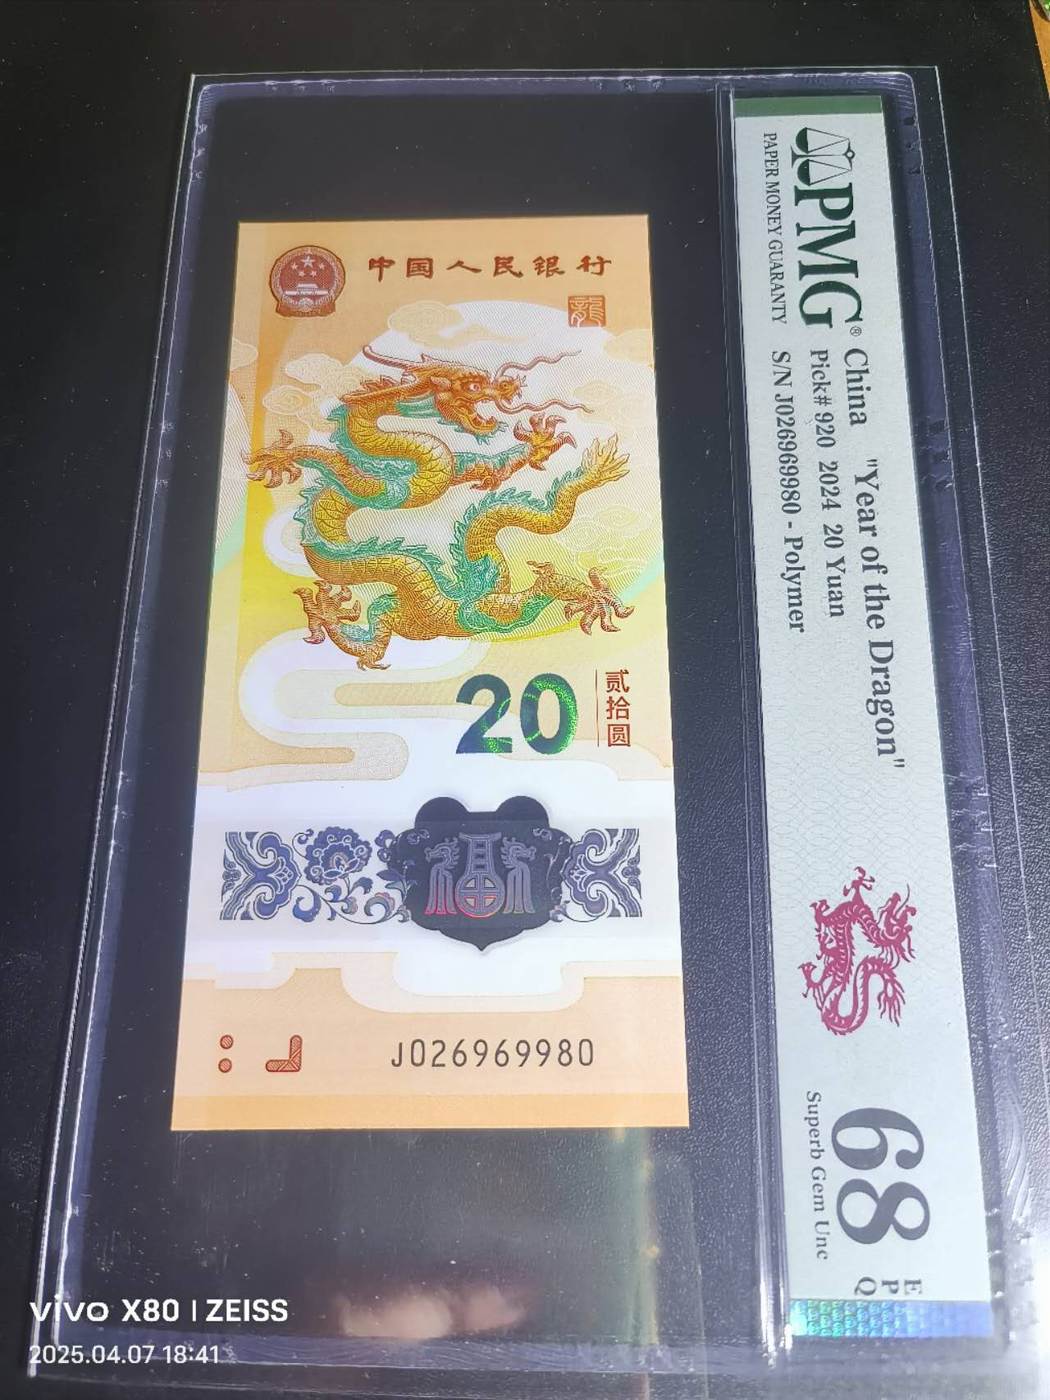 中国人民银行
龍
20
贰拾圆
J026969980
PMG®
PAPER MONEY GUARANTY
China "Year of the Dragon"
Pick# 920 2024 20 Yuan
S/N J026969980 - Polymer
68
Superb Gem Unc
EPQ
vivo X80 | ZEISS
2025.04.07 18:41